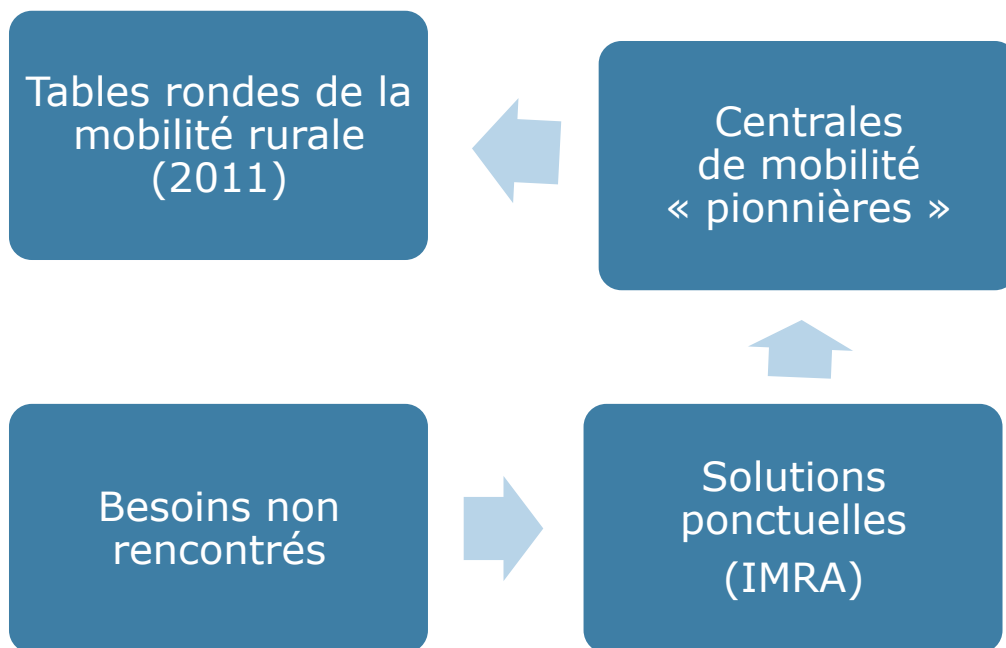 Tables rondes de la
mobilité rurale
(2011)
Centrales
de mobilité
« pionnières »
Besoins non
rencontrés
Solutions
ponctuelles
(IMRA)